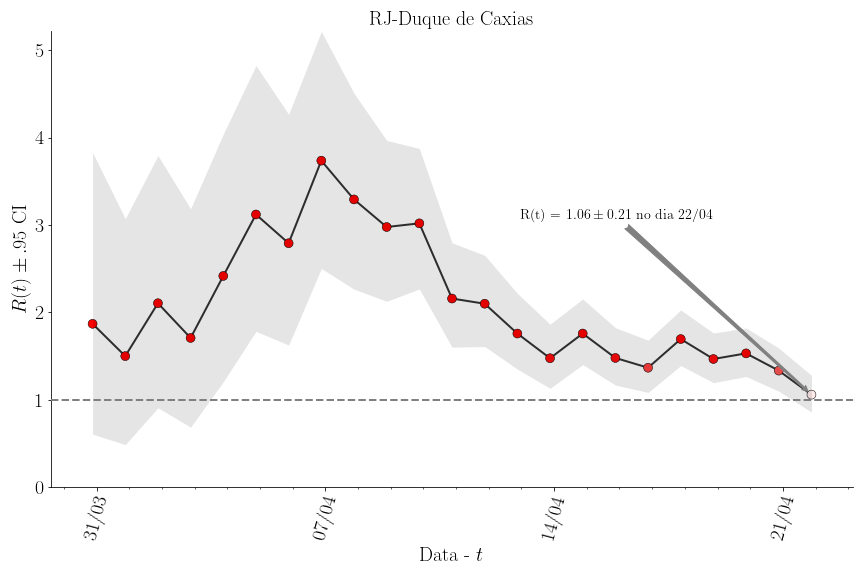 RJ-Duque de Caxias
R(t) ± .95 CI
5
4
3
2
1
0
R(t) = 1.06 ± 0.21 no dia 22/04
31/03
07/04
14/04
21/04
Data - t